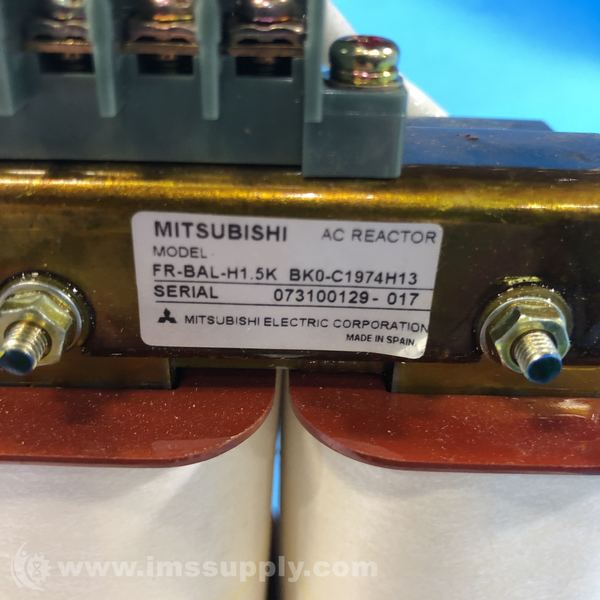 MITSUBISHI AC REACTOR
MODEL
FR-BAL-H1.5K BK0-C1974H13
SERIAL 073100129- 017
MITSUBISHI ELECTRIC CORPORATION
MADE IN SPAIN
www.imssupply.com